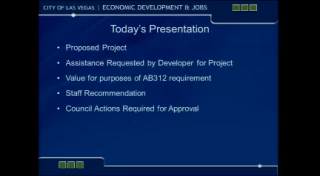 CITY OF LAS VEGAS | ECONOMIC DEVELOPMENT & JOBS
Today's Presentation
• Proposed Project
• Assistance Requested by Developer for Project
• Value for purposes of AB312 requirement
• Staff Recommendation
• Council Actions Required for Approval